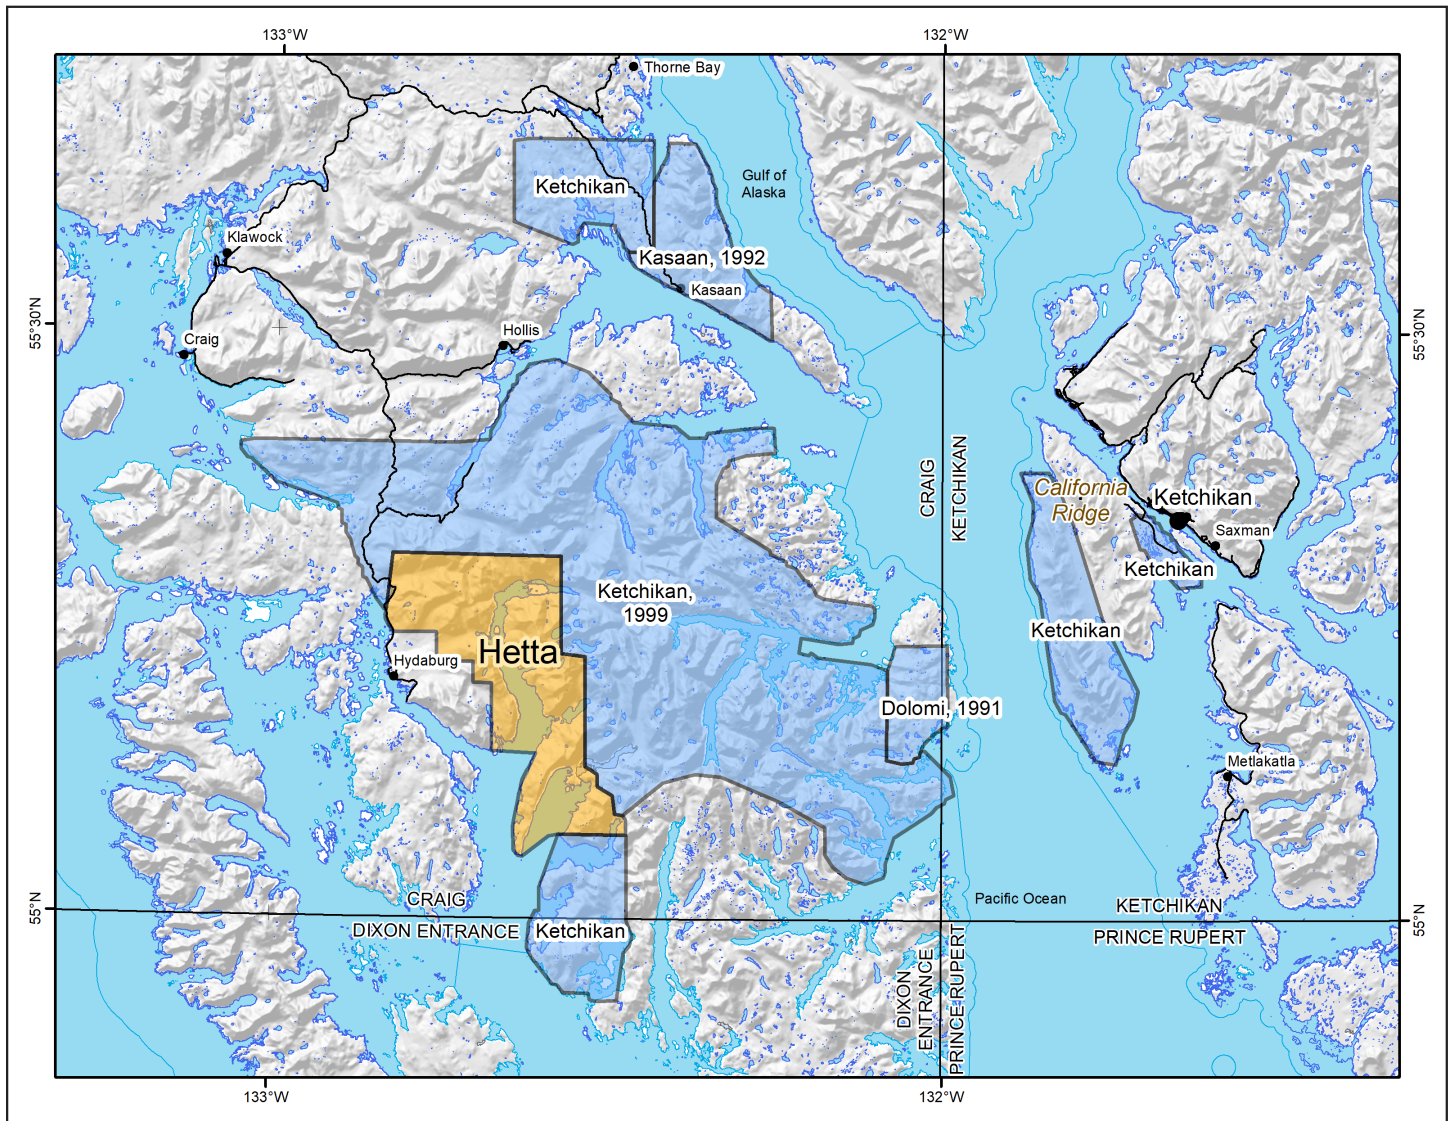 133°W
132°W
Thorne Bay
Gulf of
Alaska
Ketchikan
Klawock
Kasaan, 1992
Kasaan
55°30'N
55°30'N
Hollis
Craig
CRAIG
KETCHIKAN
California
Ridge
Ketchikan
Saxman
Ketchikan
Ketchikan,
1999
Ketchikan
Hetta
Hydaburg
Dolomi, 1991
Metlakatla
55°N
55°N
CRAIG
DIXON ENTRANCE
Ketchikan
Pacific Ocean
KETCHIKAN
PRINCE RUPERT
DIXON
ENTRANCE
PRINCE RUPERT
133°W
132°W